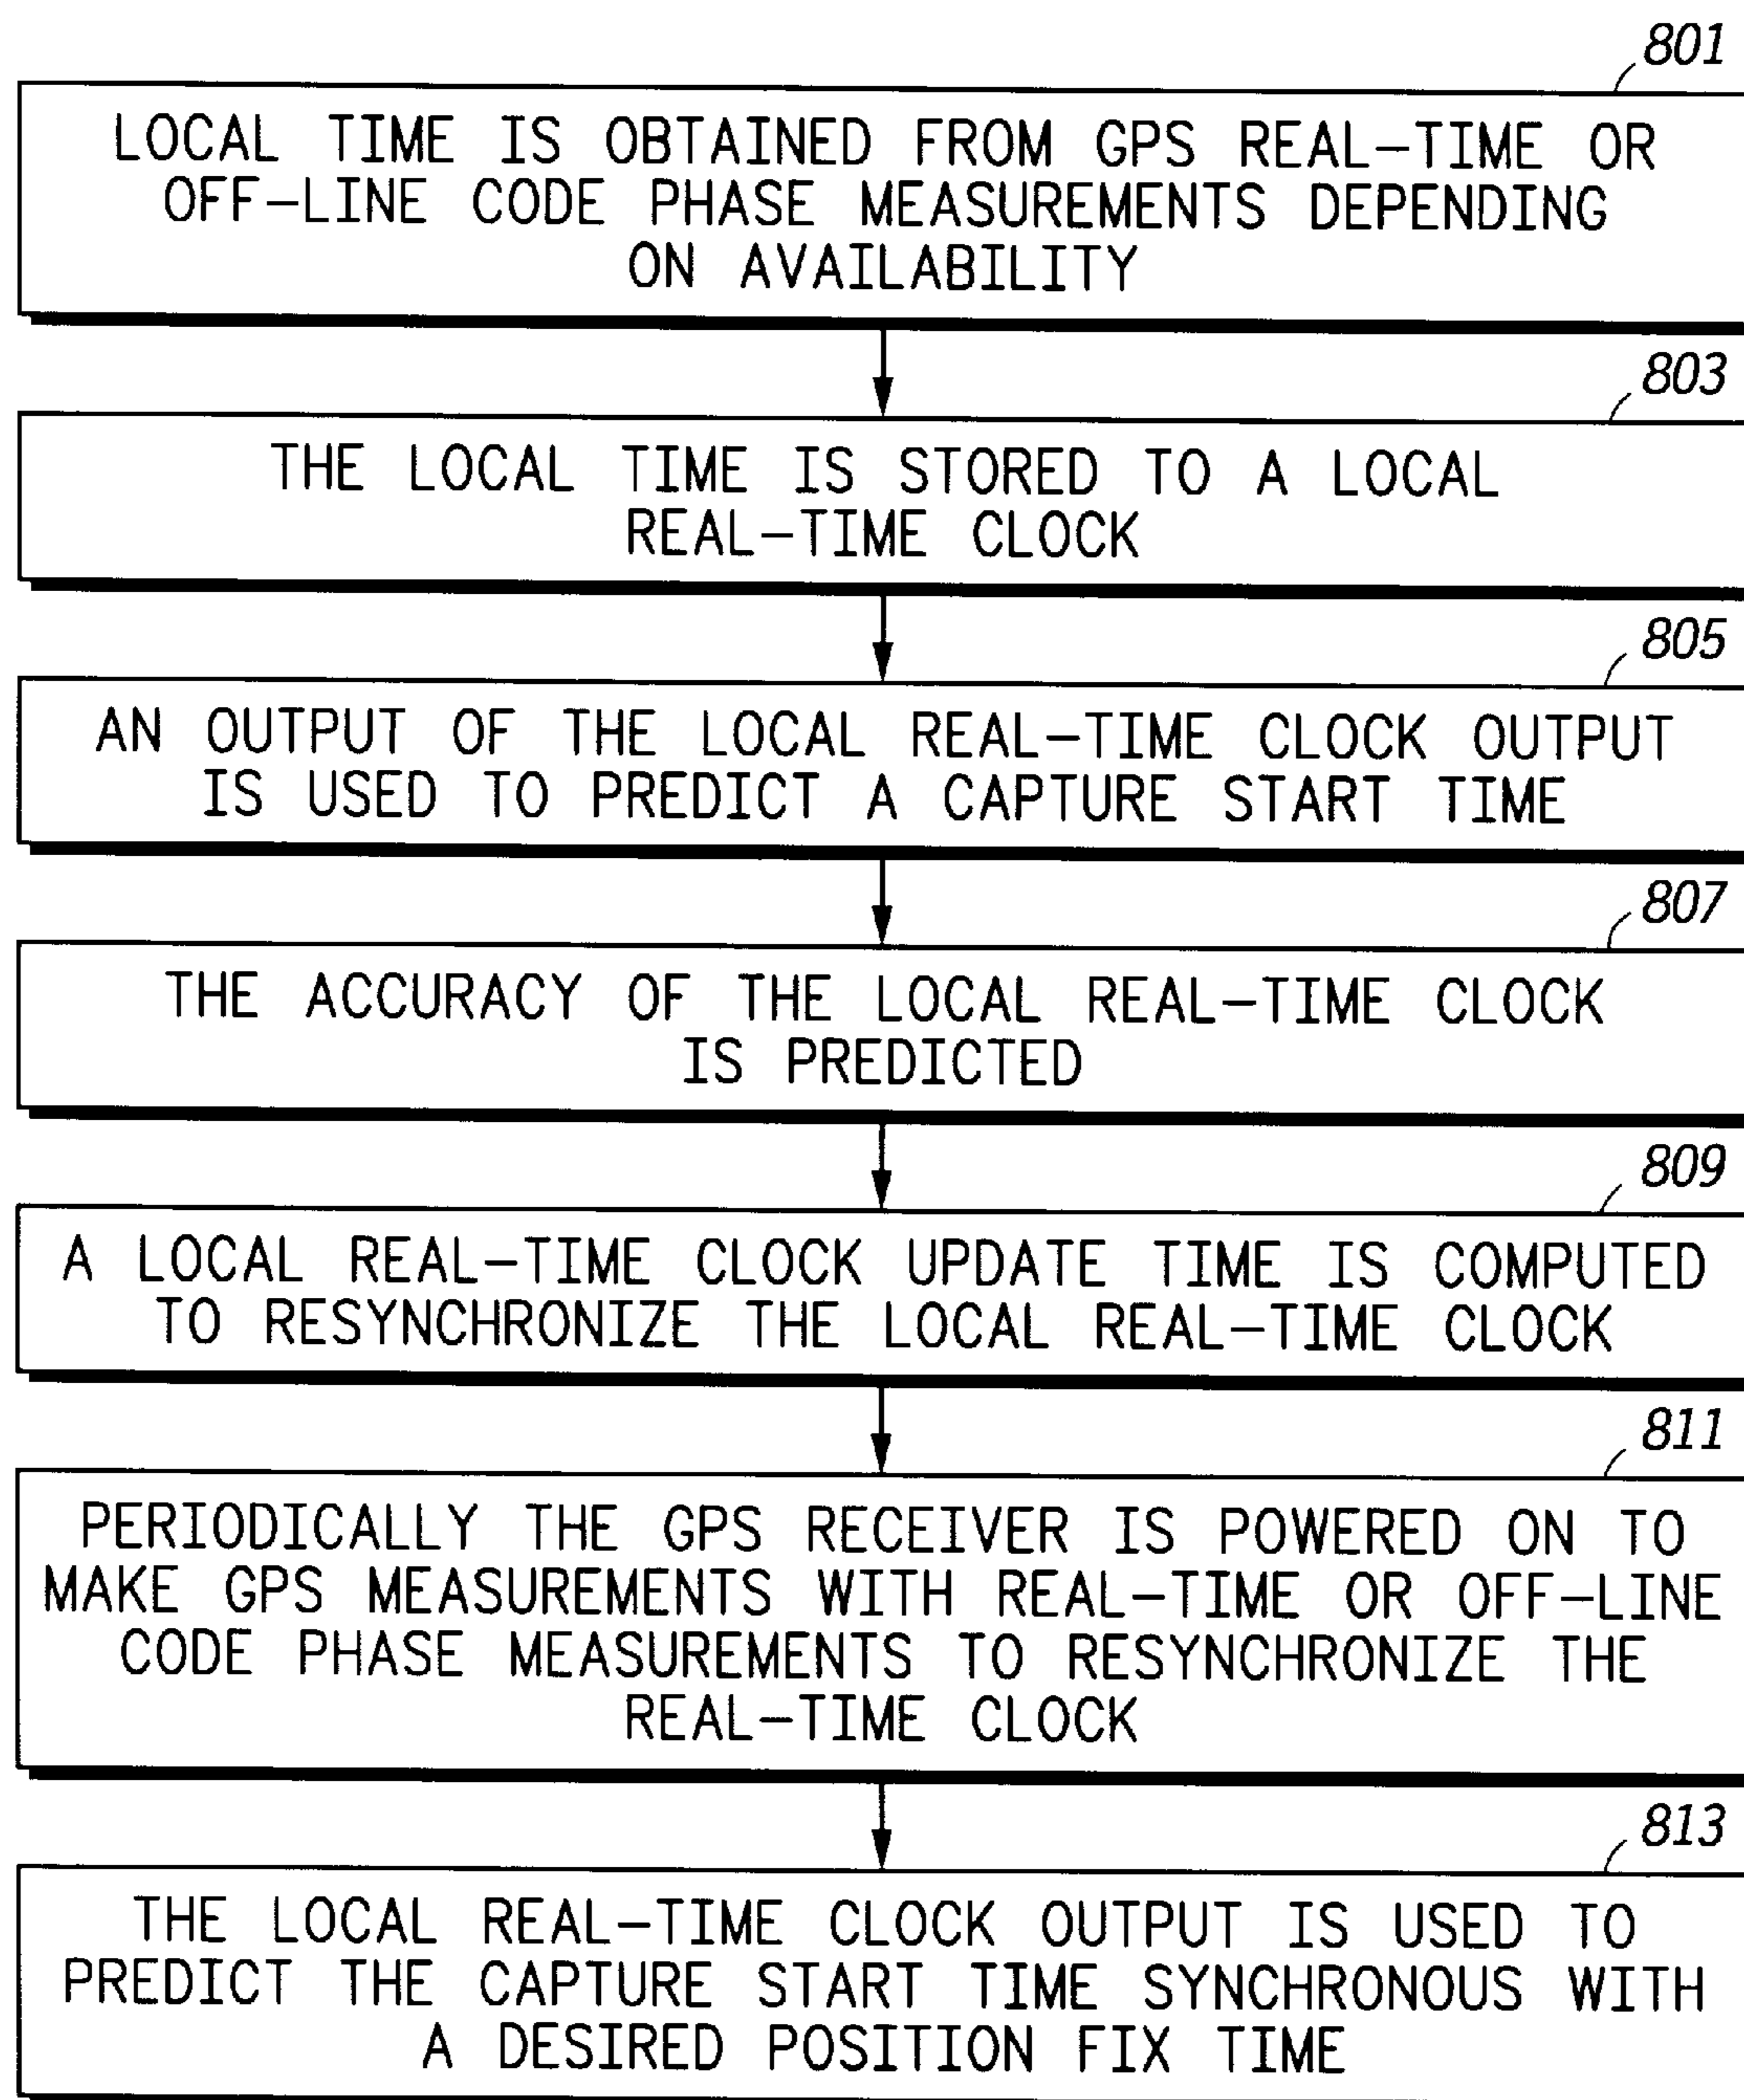 801
LOCAL TIME IS OBTAINED FROM GPS REAL-TIME OR
OFF-LINE CODE PHASE MEASUREMENTS DEPENDING
ON AVAILABILITY
803
THE LOCAL TIME IS STORED TO A LOCAL
REAL-TIME CLOCK
805
AN OUTPUT OF THE LOCAL REAL-TIME CLOCK OUTPUT
IS USED TO PREDICT A CAPTURE START TIME
807
THE ACCURACY OF THE LOCAL REAL-TIME CLOCK
IS PREDICTED
809
A LOCAL REAL-TIME CLOCK UPDATE TIME IS COMPUTED
TO RESYNCHRONIZE THE LOCAL REAL-TIME CLOCK
811
PERIODICALLY THE GPS RECEIVER IS POWERED ON TO
MAKE GPS MEASUREMENTS WITH REAL-TIME OR OFF-LINE
CODE PHASE MEASUREMENTS TO RESYNCHRONIZE THE
REAL-TIME CLOCK
813
THE LOCAL REAL-TIME CLOCK OUTPUT IS USED TO
PREDICT THE CAPTURE START TIME SYNCHRONOUS WITH
A DESIRED POSITION FIX TIME